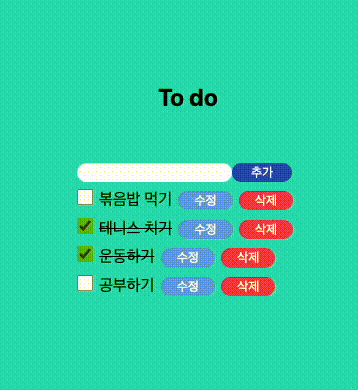 To do
추가
볶음밥 먹기 수정 삭제
테니스 치기 수정 삭제
운동하기 수정 삭제
공부하기 수정 삭제